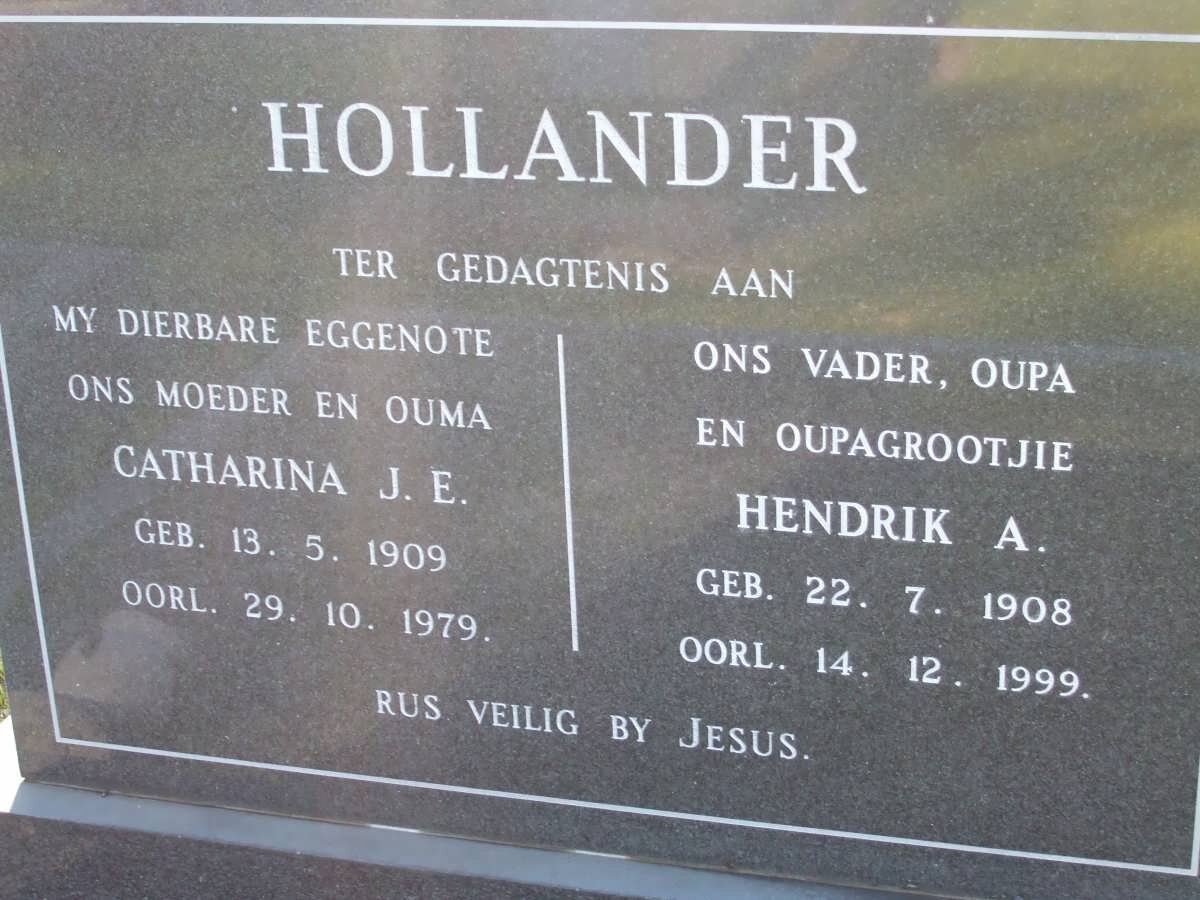 HOLLANDER
TER GEDAGTENIS AAN
MY DIERBARE EGGENOTE
ONS MOEDER EN OUMA
CATHARINA J. E.
GEB. 13. 5. 1909
OORL. 29. 10. 1979.
ONS VADER, OUPA
EN OUPAGROOTJIE
HENDRIK A.
GEB. 22. 7. 1908
OORL. 14. 12. 1999.
RUS VEILIG BY JESUS.